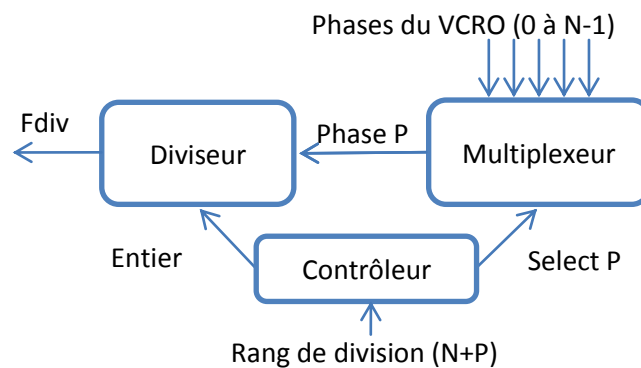 Phases du VCRO (0 à N-1)
Fdiv
Diviseur
Phase P
Multiplexeur
Entier
Contrôleur
Select P
Rang de division (N+P)